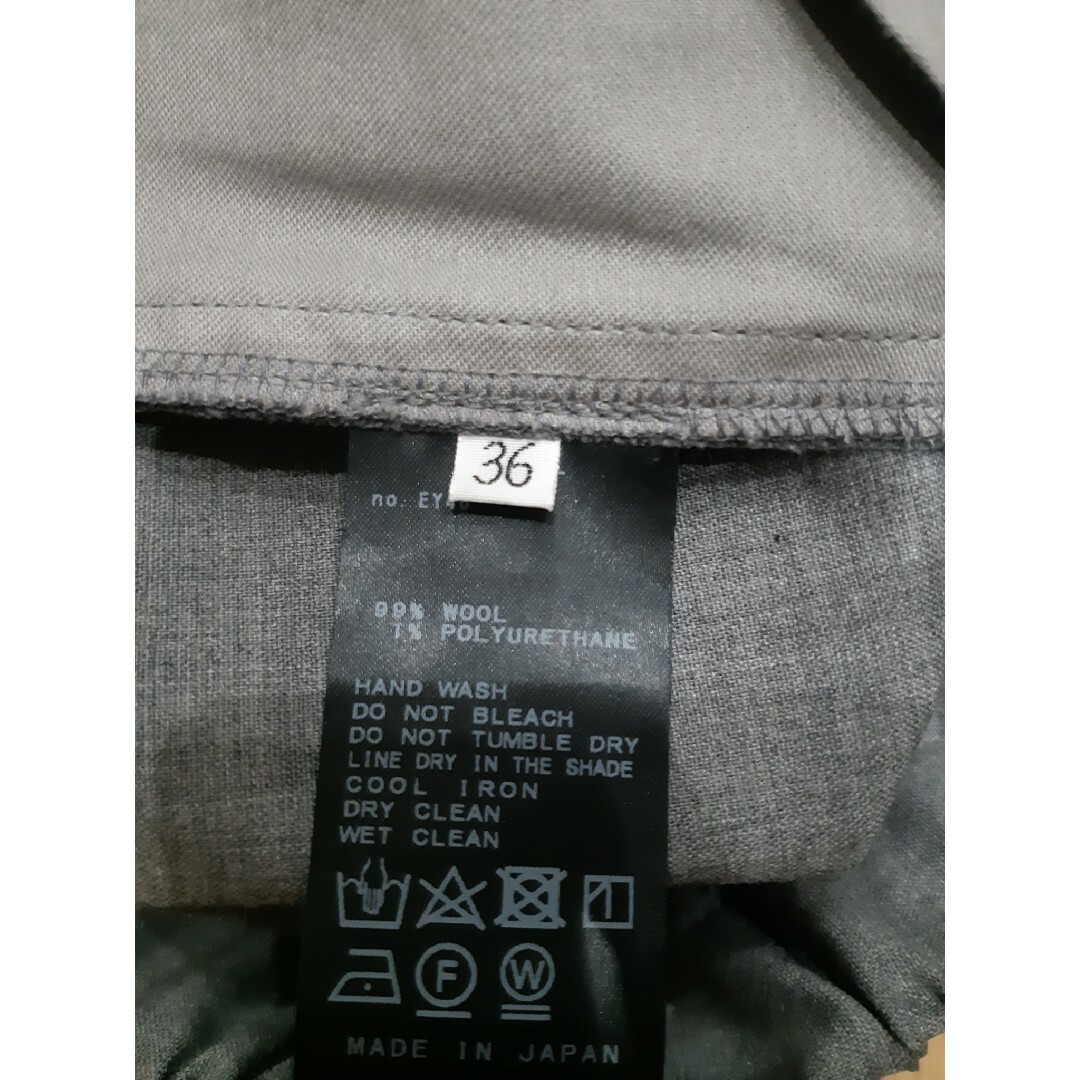 36
no. EY
99% WOOL
1% POLYURETHANE
HAND WASH
DO NOT BLEACH
DO NOT TUMBLE DRY
LINE DRY IN THE SHADE
COOL IRON
DRY CLEAN
WET CLEAN
F W
MADE IN JAPAN